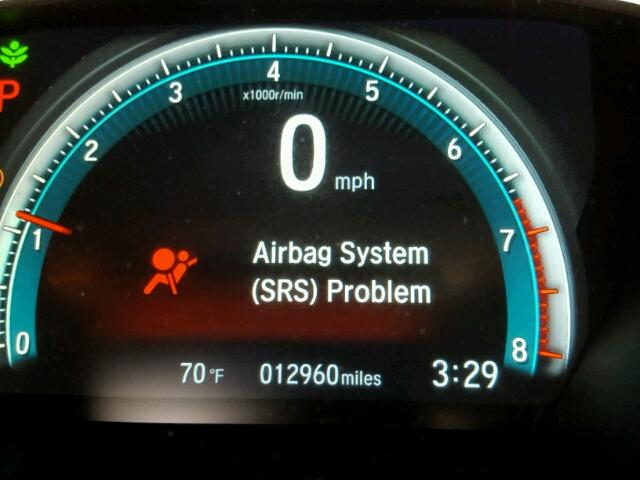 P
4
3
5
x1000r/min
2
6
0 mph
1
7
Airbag System
(SRS) Problem
0
8
70 °F
012960 miles
3:29